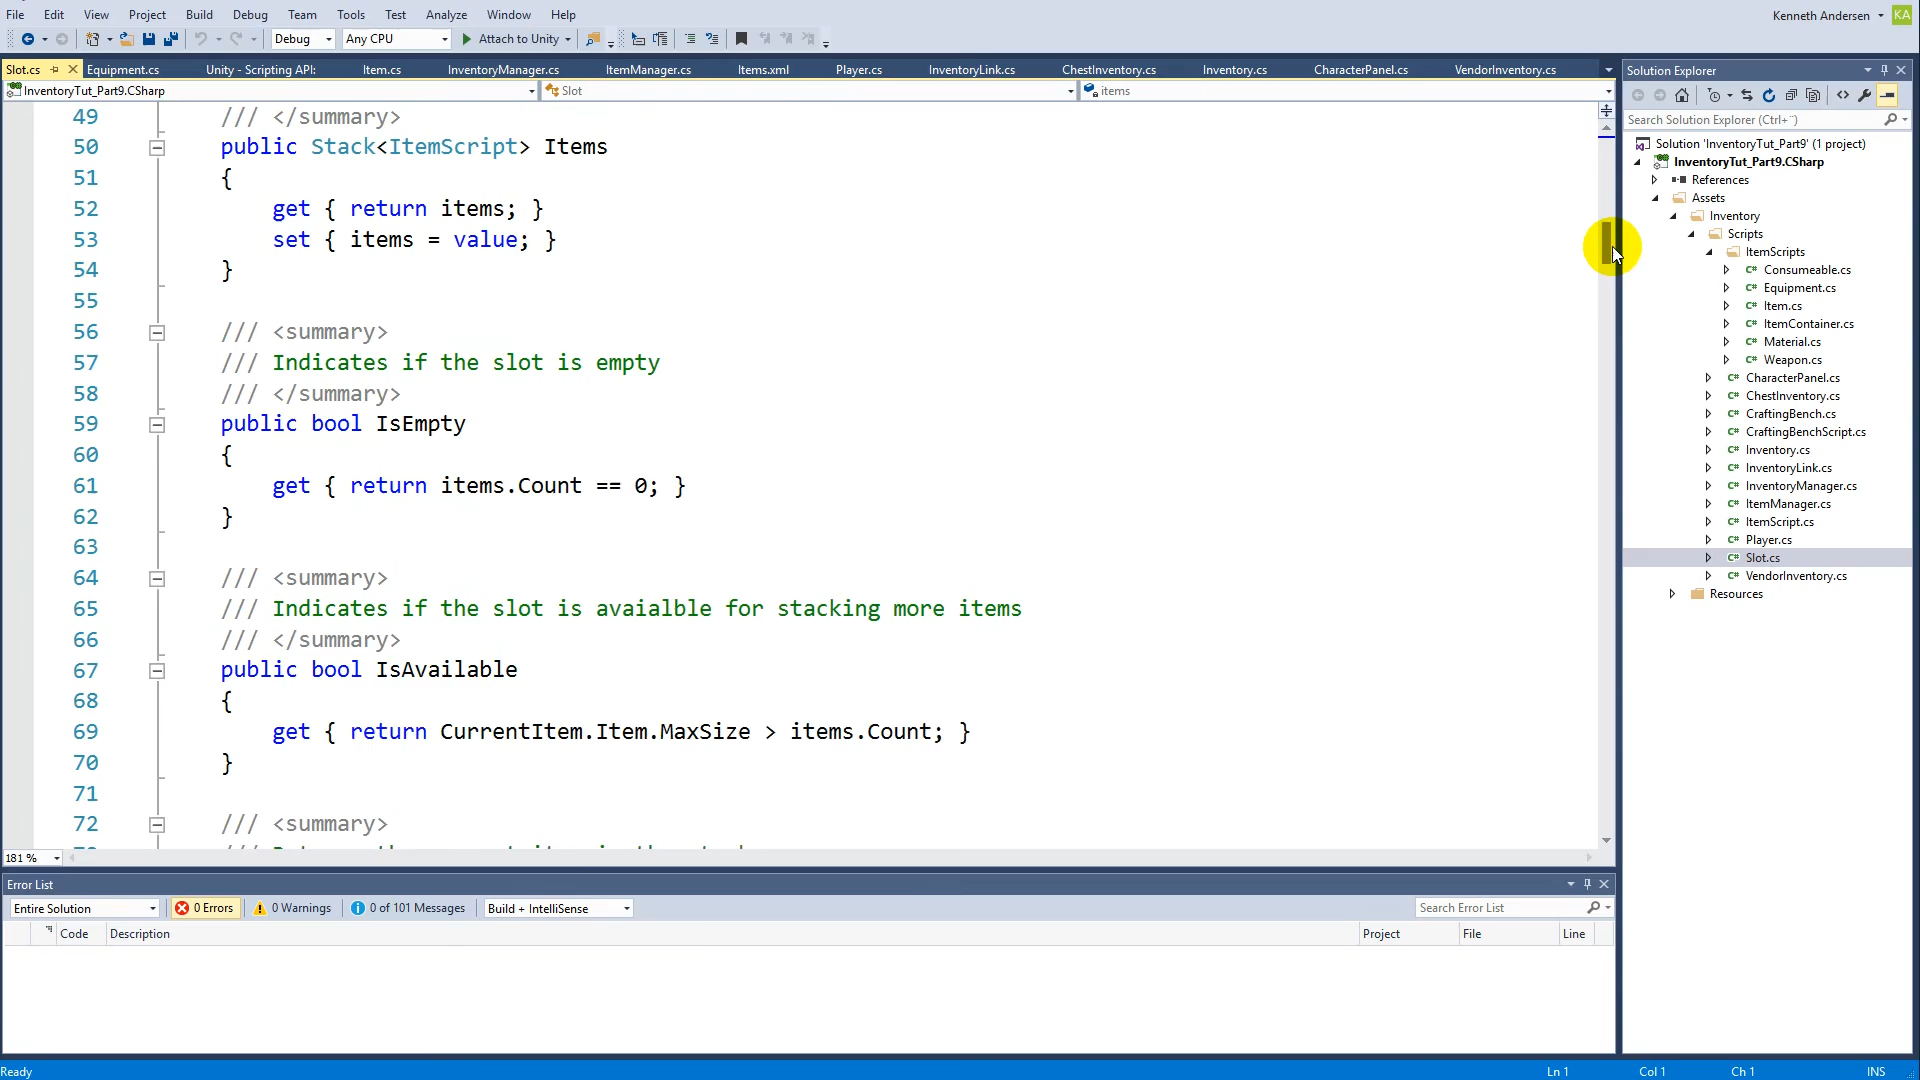 File Edit View Project Build Debug Team Tools Test Analyze Window Help Kenneth Andersen KA
Debug Any CPU Attach to Unity
Slot.cs Equipment.cs Unity - Scripting API: Item.cs InventoryManager.cs ItemManager.cs Items.xml Player.cs InventoryLink.cs ChestInventory.cs Inventory.cs CharacterPanel.cs VendorInventory.cs
InventoryTut_Part9.CSharp Slot items
49 /// </summary>
50 public Stack<ItemScript> Items
51 {
52 get { return items; }
53 set { items = value; }
54 }
55
56 /// <summary>
57 /// Indicates if the slot is empty
58 /// </summary>
59 public bool IsEmpty
60 {
61 get { return items.Count == 0; }
62 }
63
64 /// <summary>
65 /// Indicates if the slot is avaialble for stacking more items
66 /// </summary>
67 public bool IsAvailable
68 {
69 get { return CurrentItem.Item.MaxSize > items.Count; }
70 }
71
72 /// <summary>
181 %
Error List
Entire Solution 0 Errors 0 Warnings 0 of 101 Messages Build + IntelliSense Search Error List
Code Description Project File Line
Solution Explorer
Search Solution Explorer (Ctrl+¨)
Solution 'InventoryTut_Part9' (1 project)
InventoryTut_Part9.CSharp
References
Assets
Inventory
Scripts
ItemScripts
C# Consumeable.cs
C# Equipment.cs
C# Item.cs
C# ItemContainer.cs
C# Material.cs
C# Weapon.cs
C# CharacterPanel.cs
C# ChestInventory.cs
C# CraftingBench.cs
C# CraftingBenchScript.cs
C# Inventory.cs
C# InventoryLink.cs
C# InventoryManager.cs
C# ItemManager.cs
C# ItemScript.cs
C# Player.cs
C# Slot.cs
C# VendorInventory.cs
Resources
Ready Ln 1 Col 1 Ch 1 INS